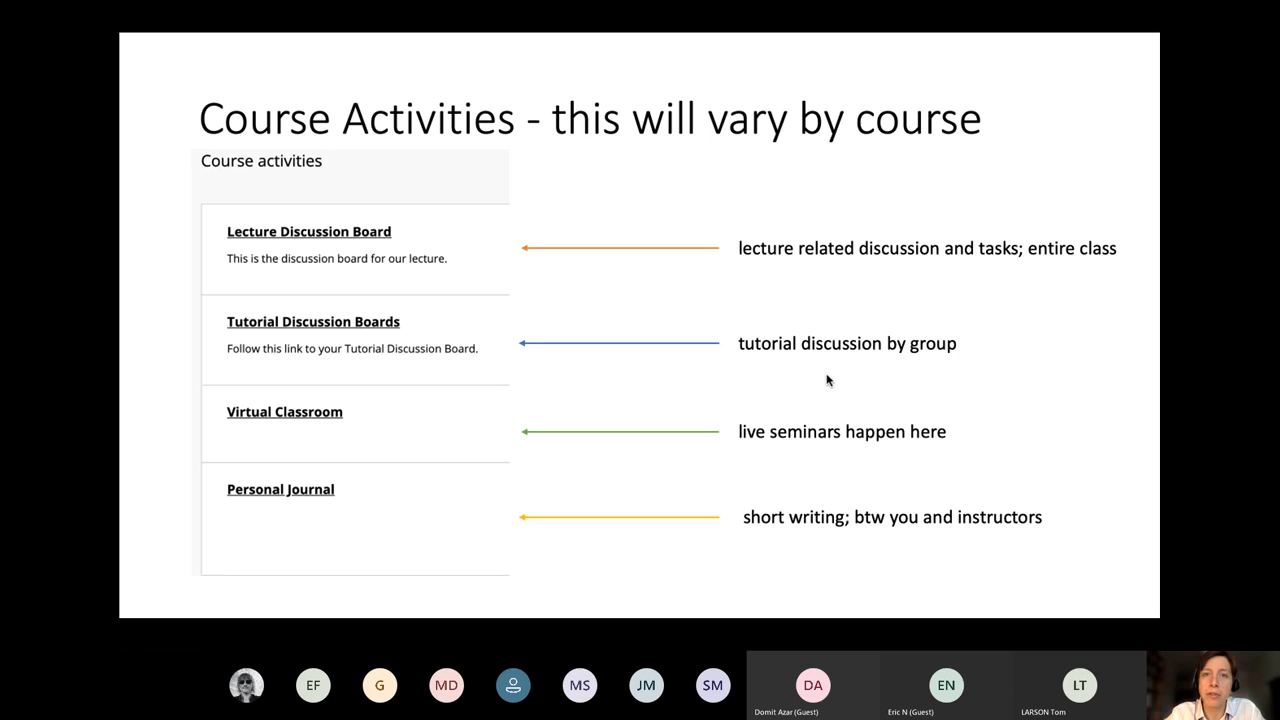 Course Activities - this will vary by course
Course activities
Lecture Discussion Board
This is the discussion board for our lecture.
lecture related discussion and tasks; entire class
Tutorial Discussion Boards
Follow this link to your Tutorial Discussion Board.
tutorial discussion by group
Virtual Classroom
live seminars happen here
Personal Journal
short writing; btw you and instructors
EF
G
MD
MS
JM
SM
DA
EN
LT
Domit Azar (Guest)
Eric N (Guest)
LARSON Tom